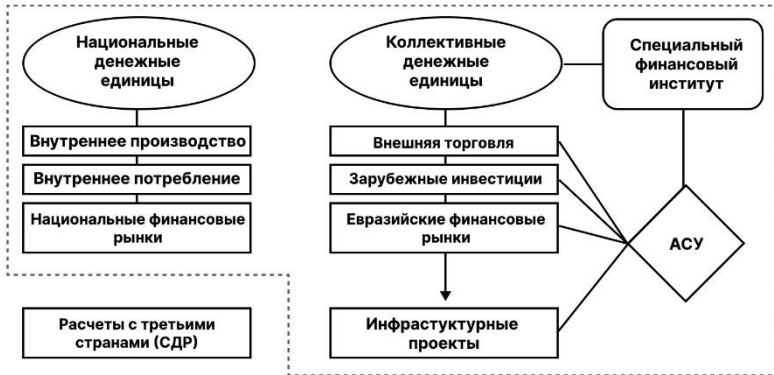 Национальные
денежные
единицы
Коллективные
денежные
единицы
Специальный
финансовый
институт
Внутреннее производство
Внутреннее потребление
Национальные финансовые
рынки
Внешняя торговля
Зарубежные инвестиции
Евразийские финансовые
рынки
АСУ
Расчеты с третьими
странами (СДР)
Инфрастуктурные
проекты